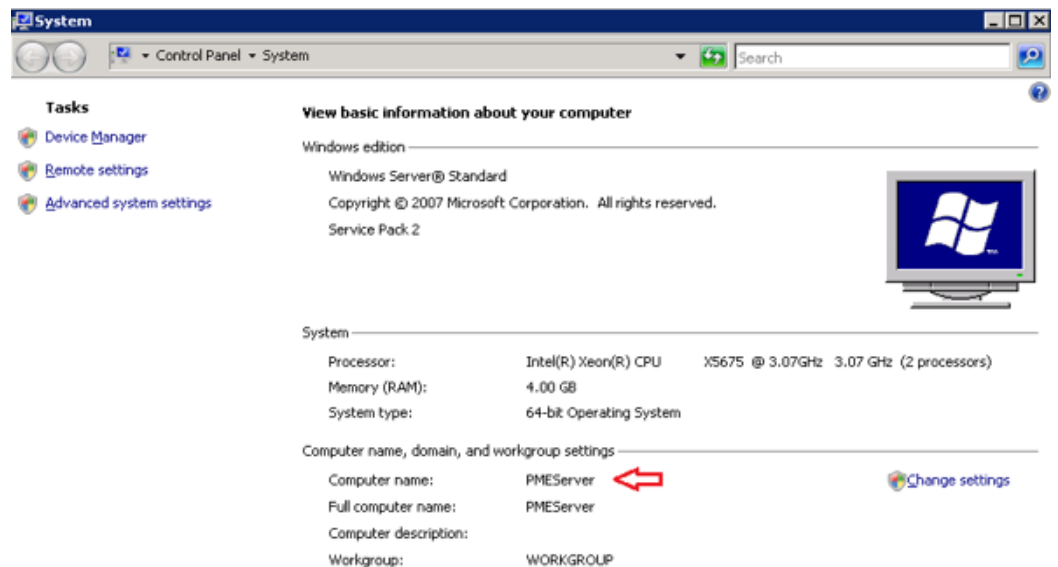 System
Control Panel System
Search
Tasks
Device Manager
Remote settings
Advanced system settings
View basic information about your computer
Windows edition
Windows Server® Standard
Copyright © 2007 Microsoft Corporation. All rights reserved.
Service Pack 2
System
Processor: Intel(R) Xeon(R) CPU X5675 @ 3.07GHz 3.07 GHz (2 processors)
Memory (RAM): 4.00 GB
System type: 64-bit Operating System
Computer name, domain, and workgroup settings
Computer name: PMEServer
Change settings
Full computer name: PMEServer
Computer description:
Workgroup: WORKGROUP